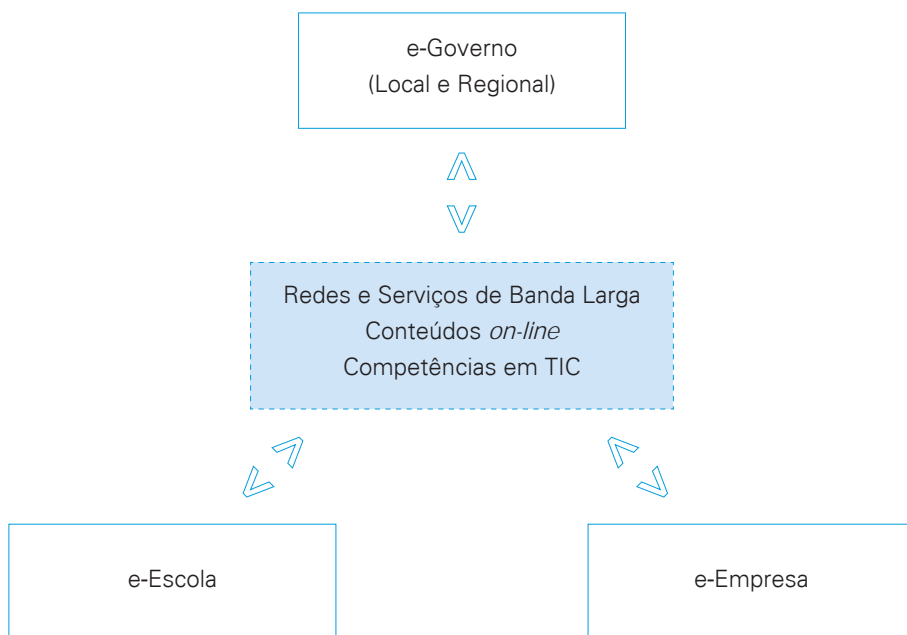 e-Governo
(Local e Regional)
Redes e Serviços de Banda Larga
Conteúdos on-line
Competências em TIC
e-Escola
e-Empresa